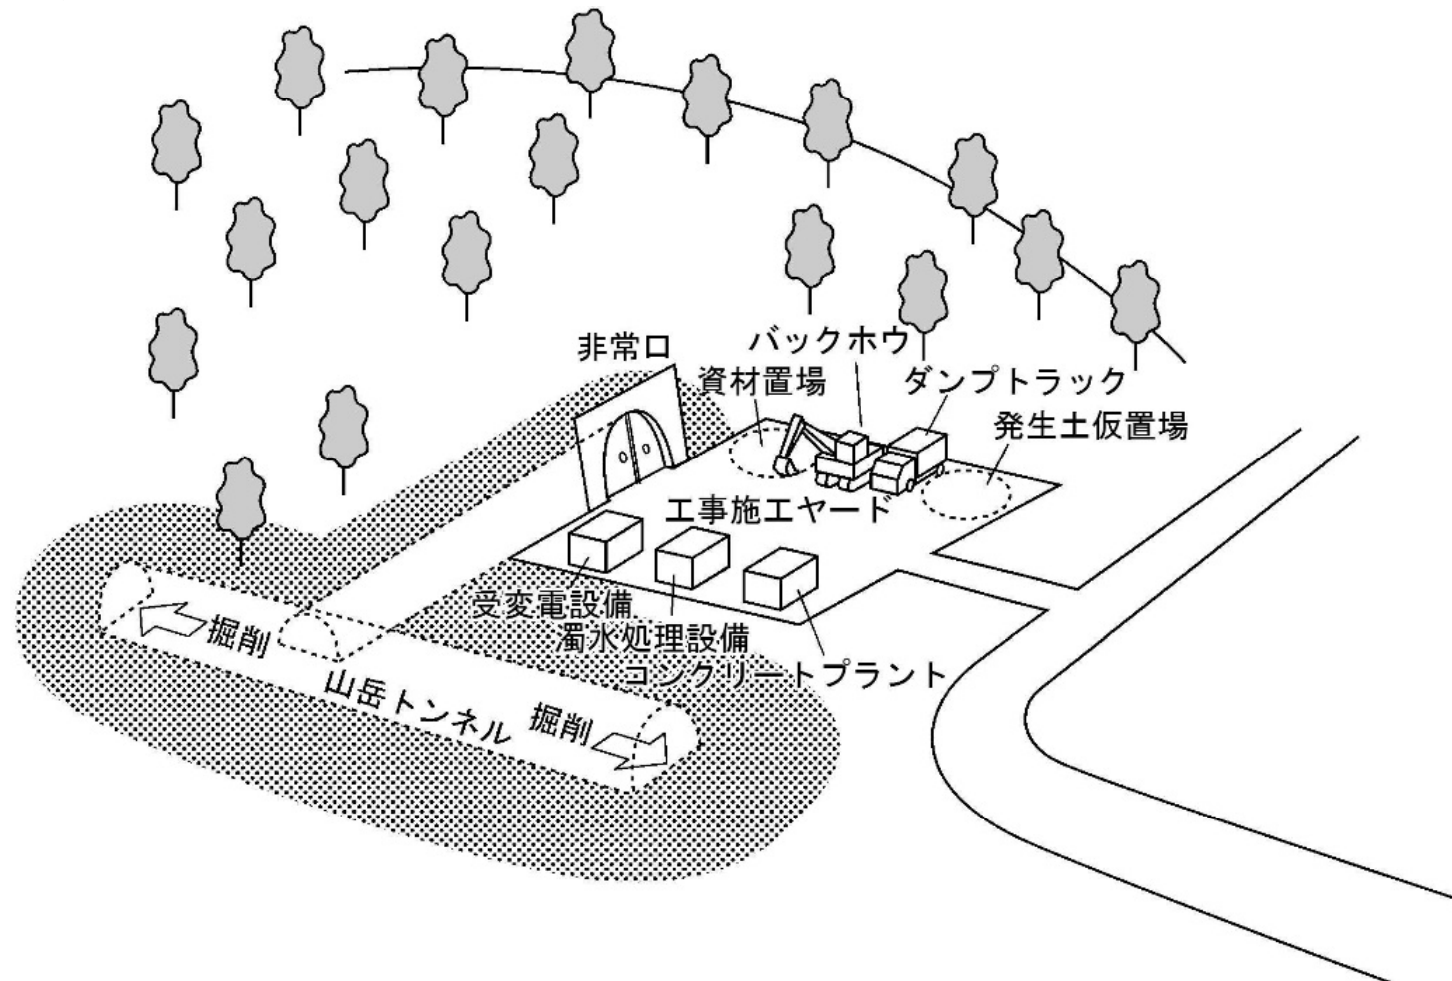 非常口
バックホウ
資材置場
ダンプトラック
発生土仮置場
工事施工ヤード
受変電設備
濁水処理設備
コンクリートプラント
掘削
山岳トンネル
掘削